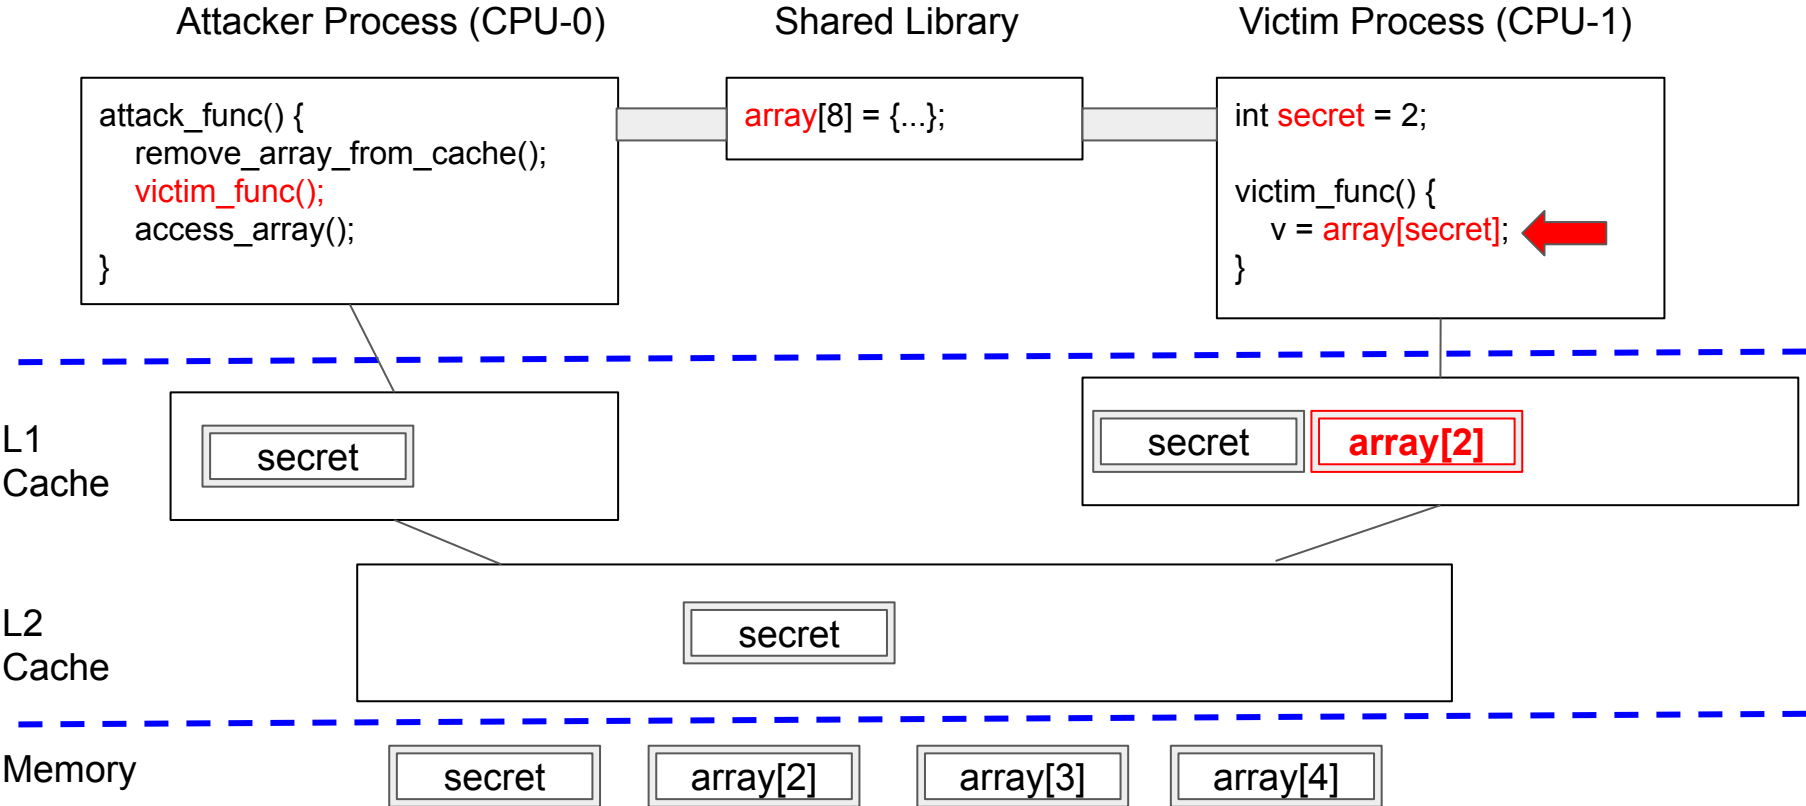 Attacker Process (CPU-0)
Shared Library
Victim Process (CPU-1)
attack_func() {
remove_array_from_cache();
victim_func();
access_array();
}
array[8] = {...};
int secret = 2;
victim_func() {
v = array[secret];
}
L1
Cache
secret
secret
array[2]
L2
Cache
secret
Memory
secret
array[2]
array[3]
array[4]